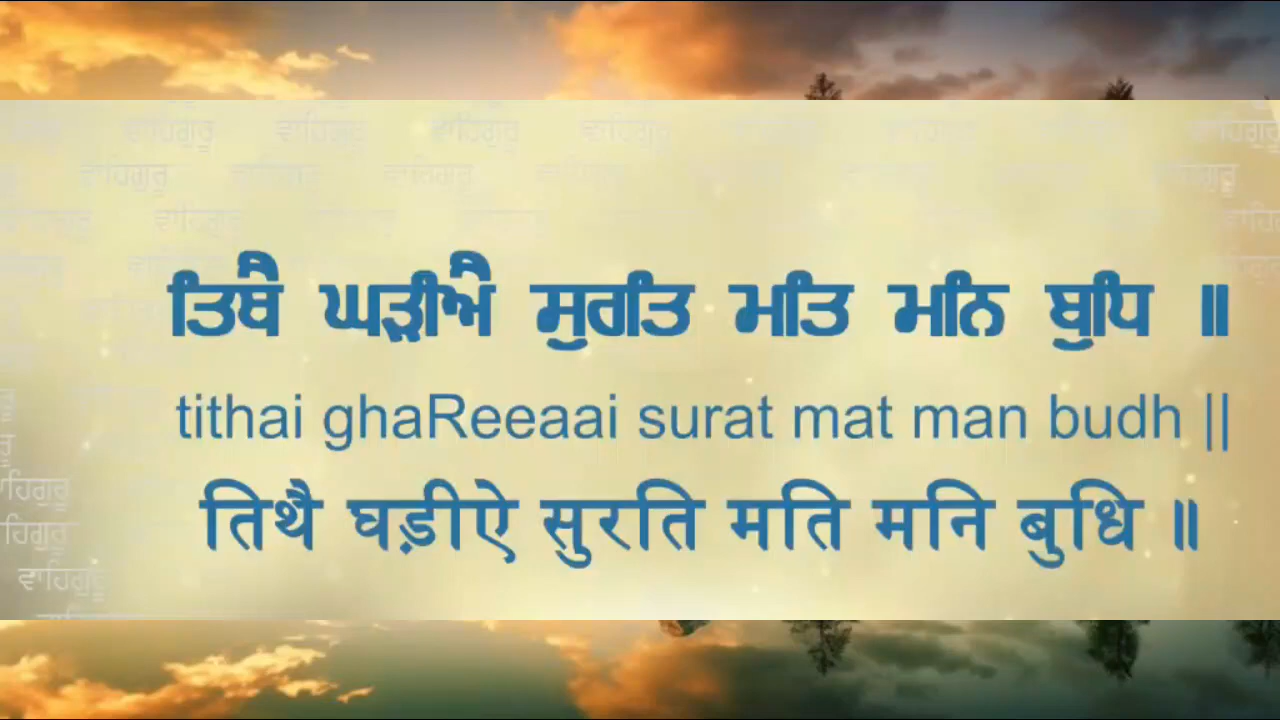 ਵਾਹਿਗੁਰੂ ਵਾਹਿਗੁਰੂ ਵਾਹਿਗੁਰੂ ਵਾਹਿਗੁਰੂ ਵਾਹਿਗੁਰੂ
ਵਾਹਿਗੁਰੂ ਵਾਹਿਗੁਰੂ ਵਾਹਿਗੁਰੂ
ਵਾਹਿਗੁਰੂ
ਤਿਥੈ ਘੜੀਐ ਸੁਰਤਿ ਮਤਿ ਮਨਿ ਬੁਧਿ ॥
tithai ghaReeaai surat mat man budh ||
तिथै घड़ीऐ सुरति मति मनि बुधि ॥
ਵਾਹਿਗੁਰੂ